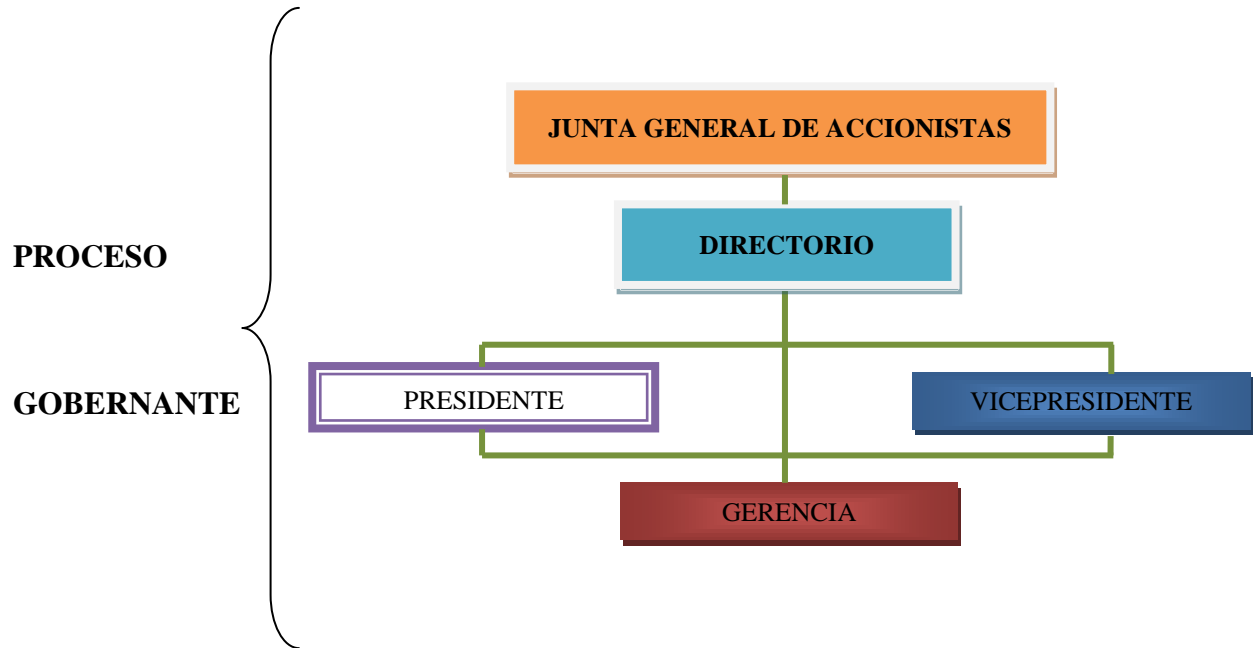 JUNTA GENERAL DE ACCIONISTAS
DIRECTORIO
PROCESO
GOBERNANTE
PRESIDENTE
VICEPRESIDENTE
GERENCIA